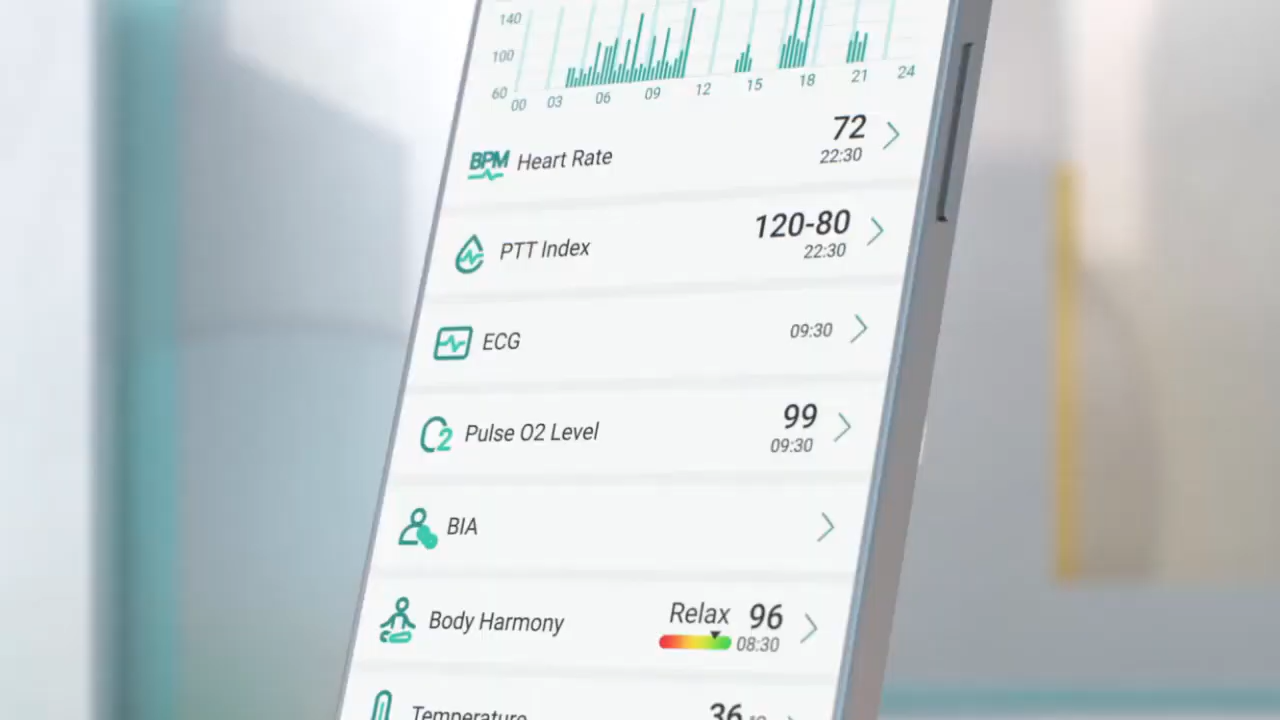 140
100
60
00 03 06 09 12 15 18 21 24
BPM Heart Rate 72
22:30
PTT Index 120-80
22:30
ECG 09:30
O2 Pulse O2 Level 99
09:30
BIA
Body Harmony Relax 96
08:30
Temperature 36